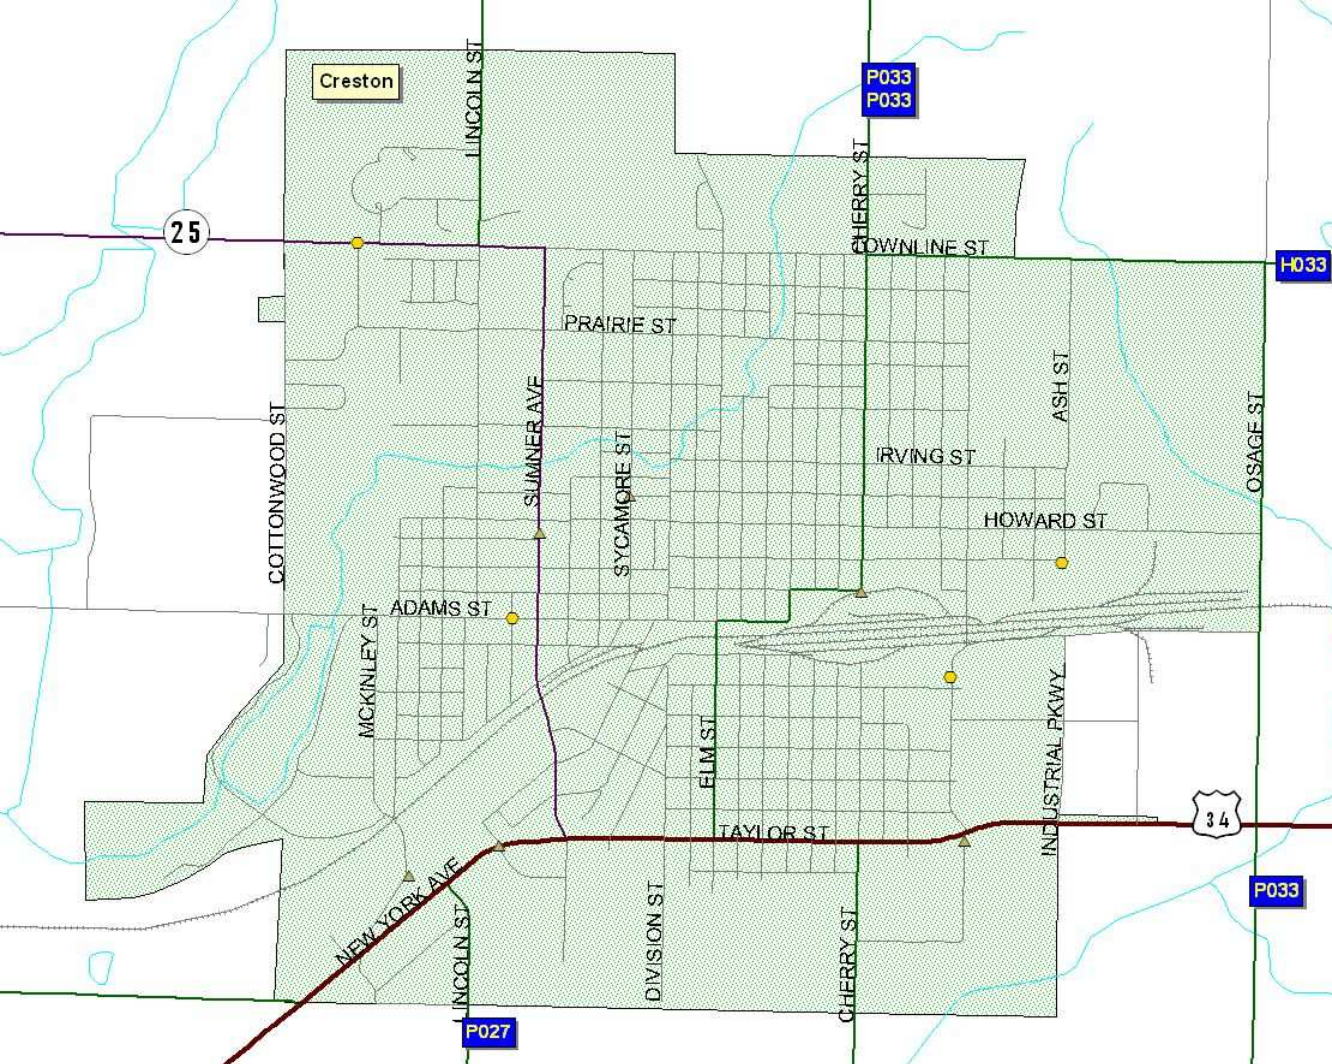 LINCOLN ST
Creston
P033
P033
CHERRY ST
25
TOWNLINE ST
H033
PRAIRIE ST
SUMNER AVE
ASH ST
OSAGE ST
COTTONWOOD ST
SYCAMORE ST
IRVING ST
HOWARD ST
ADAMS ST
MCKINLEY ST
ELM ST
INDUSTRIAL PKWY
34
TAYLOR ST
NEW YORK AVE
P033
LINCOLN ST
DIVISION ST
CHERRY ST
P027